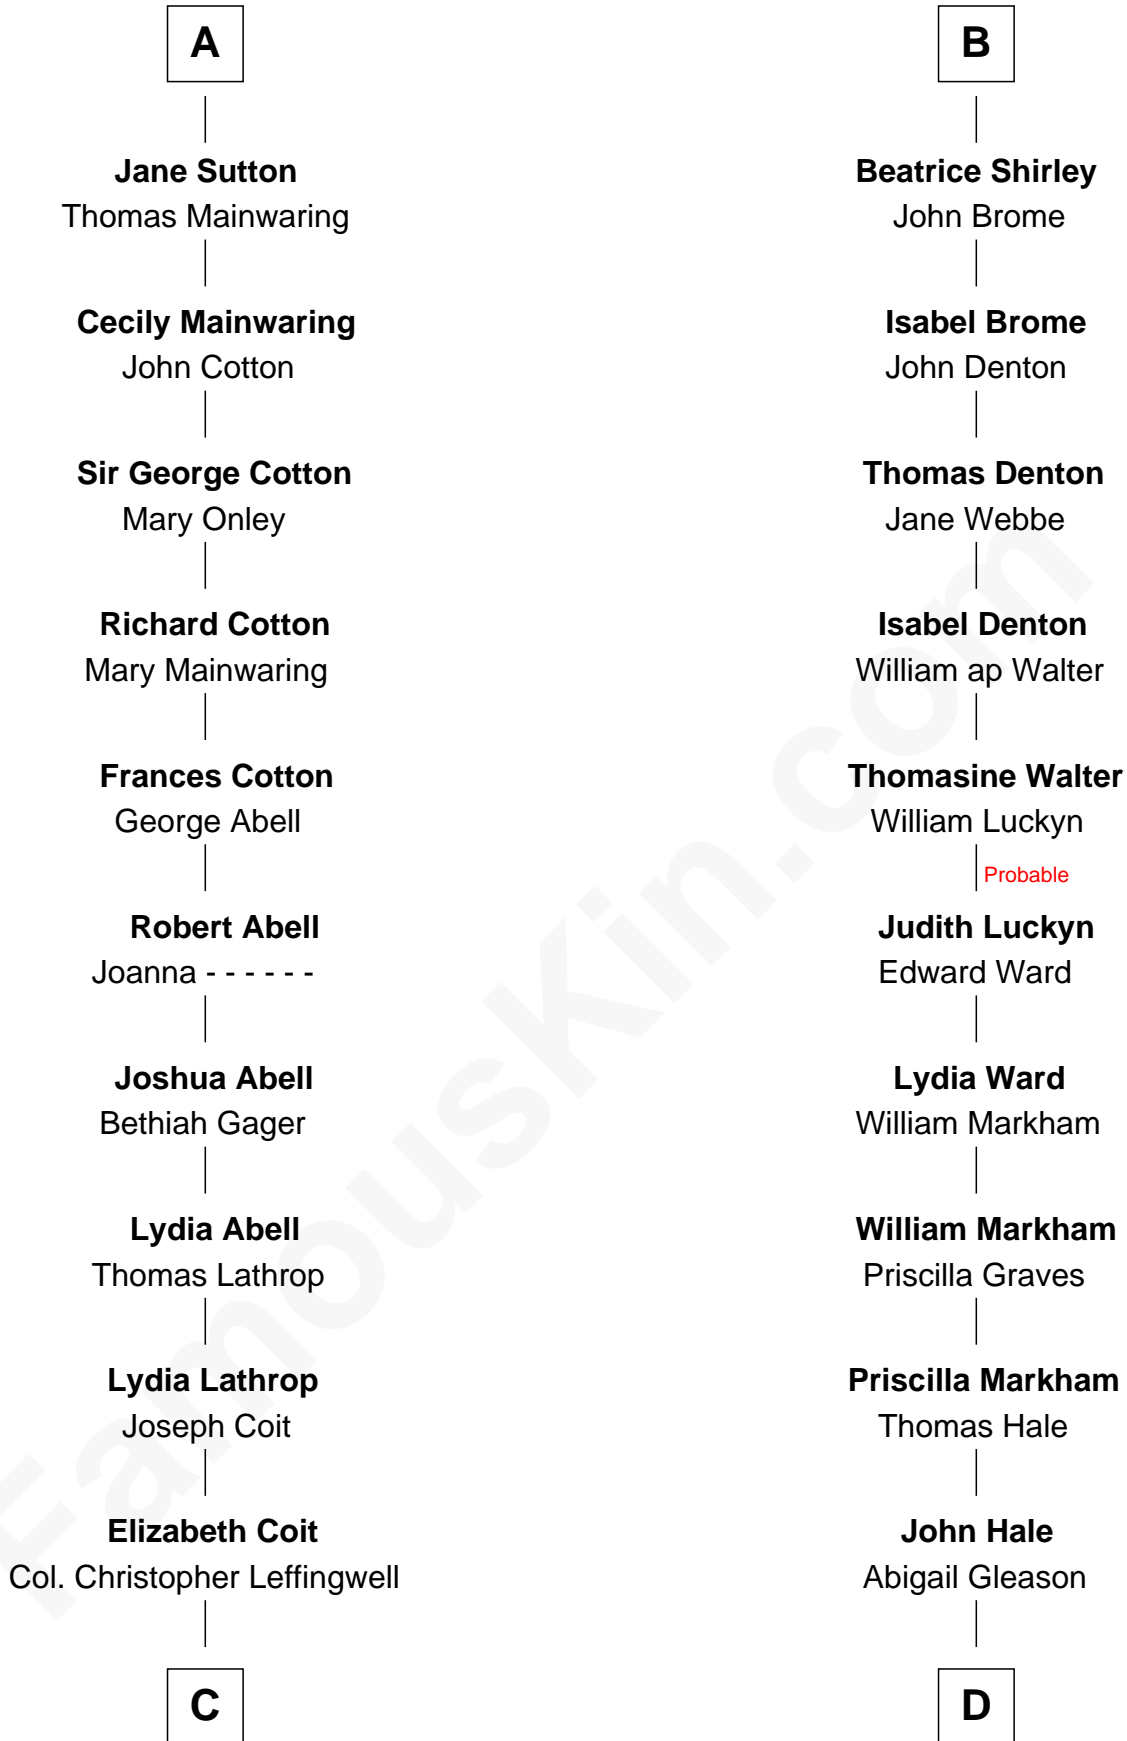 A
Jane Sutton
Thomas Mainwaring
Cecily Mainwaring
John Cotton
Sir George Cotton
Mary Onley
Richard Cotton
Mary Mainwaring
Frances Cotton
George Abell
Robert Abell
Joanna - - - - - -
Joshua Abell
Bethiah Gager
Lydia Abell
Thomas Lathrop
Lydia Lathrop
Joseph Coit
Elizabeth Coit
Col. Christopher Leffingwell
C
B
Beatrice Shirley
John Brome
Isabel Brome
John Denton
Thomas Denton
Jane Webbe
Isabel Denton
William ap Walter
Thomasine Walter
William Luckyn
Probable
Judith Luckyn
Edward Ward
Lydia Ward
William Markham
William Markham
Priscilla Graves
Priscilla Markham
Thomas Hale
John Hale
Abigail Gleason
D
FamousKin.com